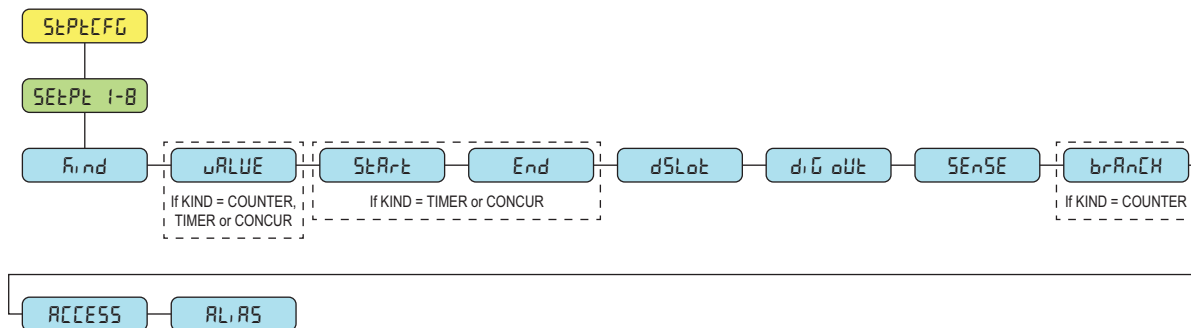 StPtCFG
SEtPt 1-8
Kind
vALUE
StArt
End
dSLot
diG oUt
SEnSE
brAnCH
If KIND = COUNTER,
TIMER or CONCUR
If KIND = TIMER or CONCUR
If KIND = COUNTER
ACCESS
ALiAS